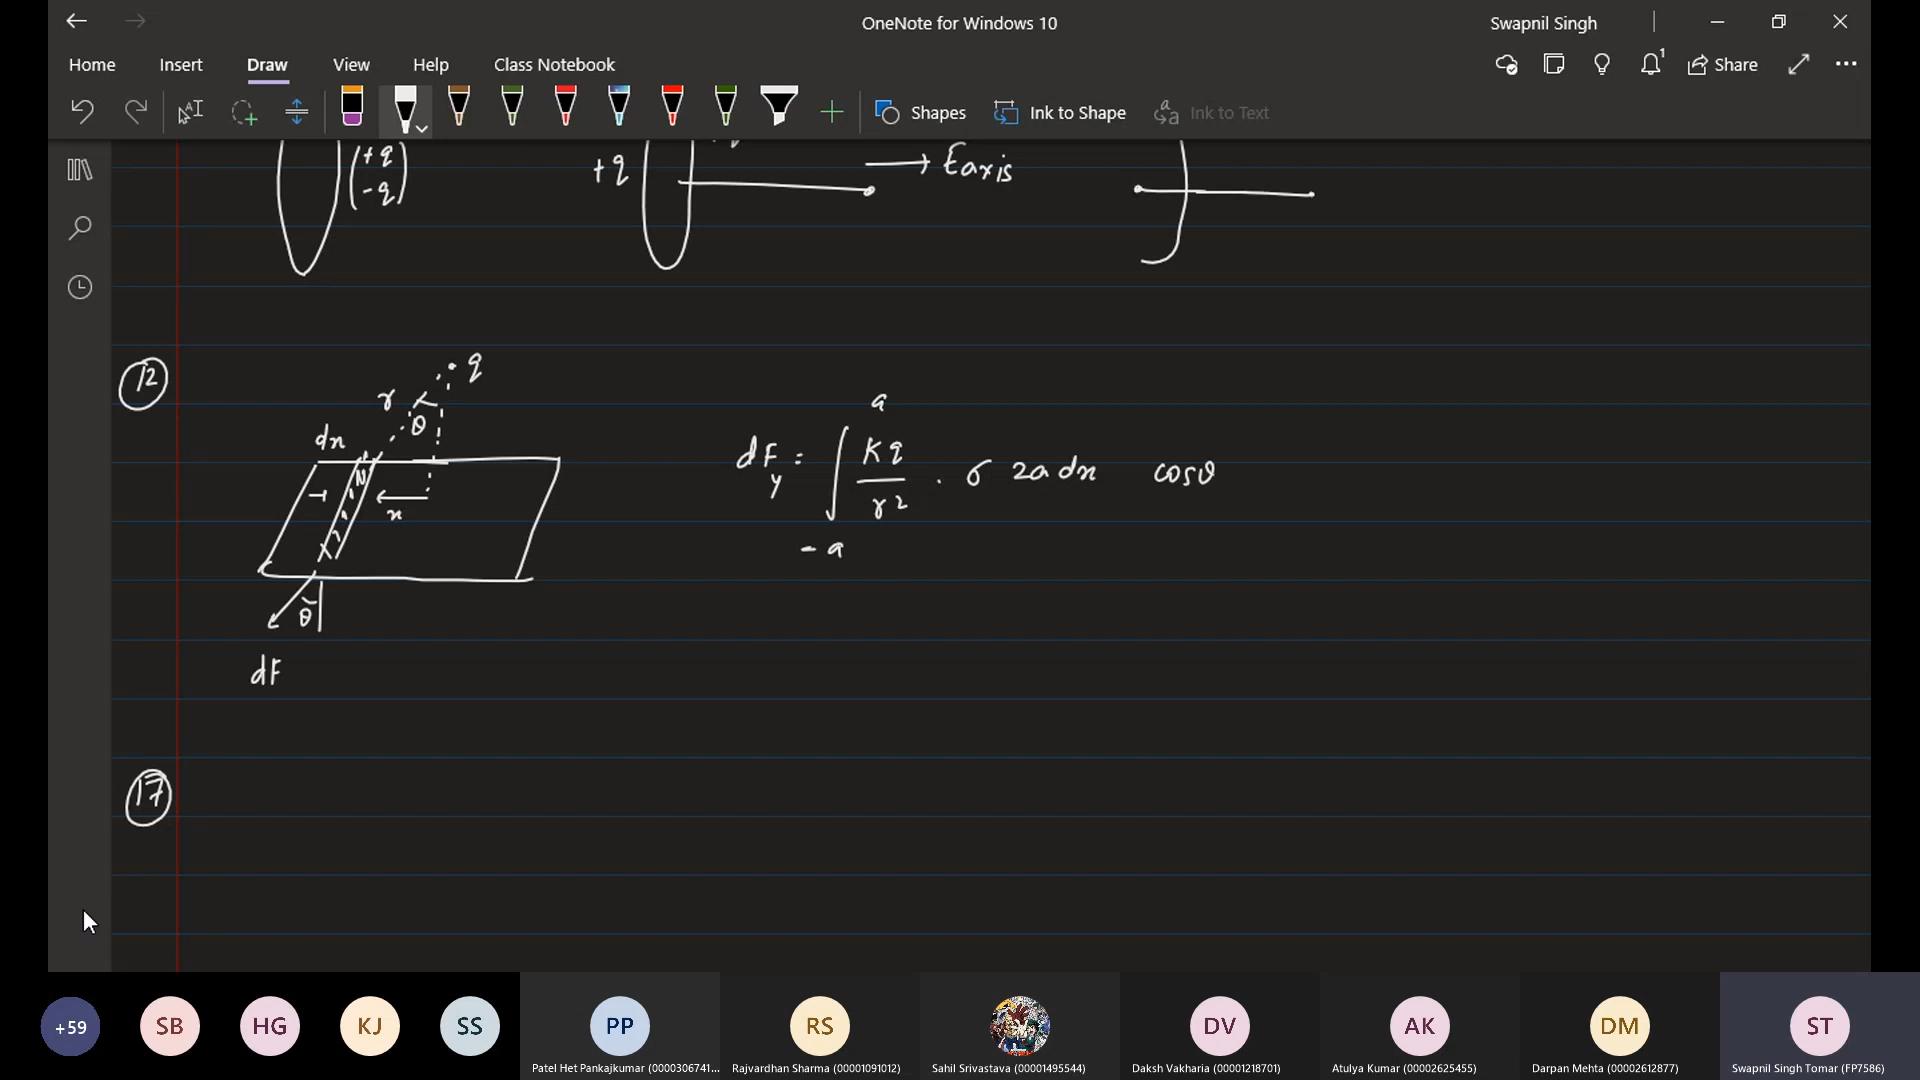 OneNote for Windows 10
Swapnil Singh
Home Insert Draw View Help Class Notebook
1 Share
Shapes Ink to Shape Ink to Text
+q
-q
+q
→ Eaxis
12
q
r
θ
dx
x
θ
dF
a
dFy = ∫ Kq/r² . σ 2a dx cosθ
-a
17
+59 SB HG KJ SS PP RS DV AK DM ST
Patel Het Pankajkumar (0000306741... Rajvardhan Sharma (00001091012) Sahil Srivastava (00001495544) Daksh Vakharia (00001218701) Atulya Kumar (00002625455) Darpan Mehta (00002612877) Swapnil Singh Tomar (FP7586)